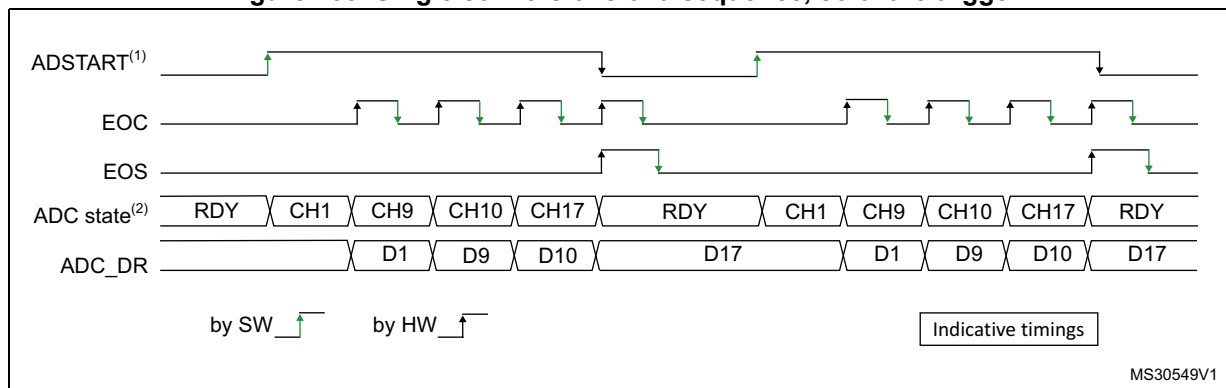 ADSTART(1)
EOC
EOS
ADC state(2) RDY CH1 CH9 CH10 CH17 RDY CH1 CH9 CH10 CH17 RDY
ADC_DR D1 D9 D10 D17 D1 D9 D10 D17
by SW by HW Indicative timings
MS30549V1